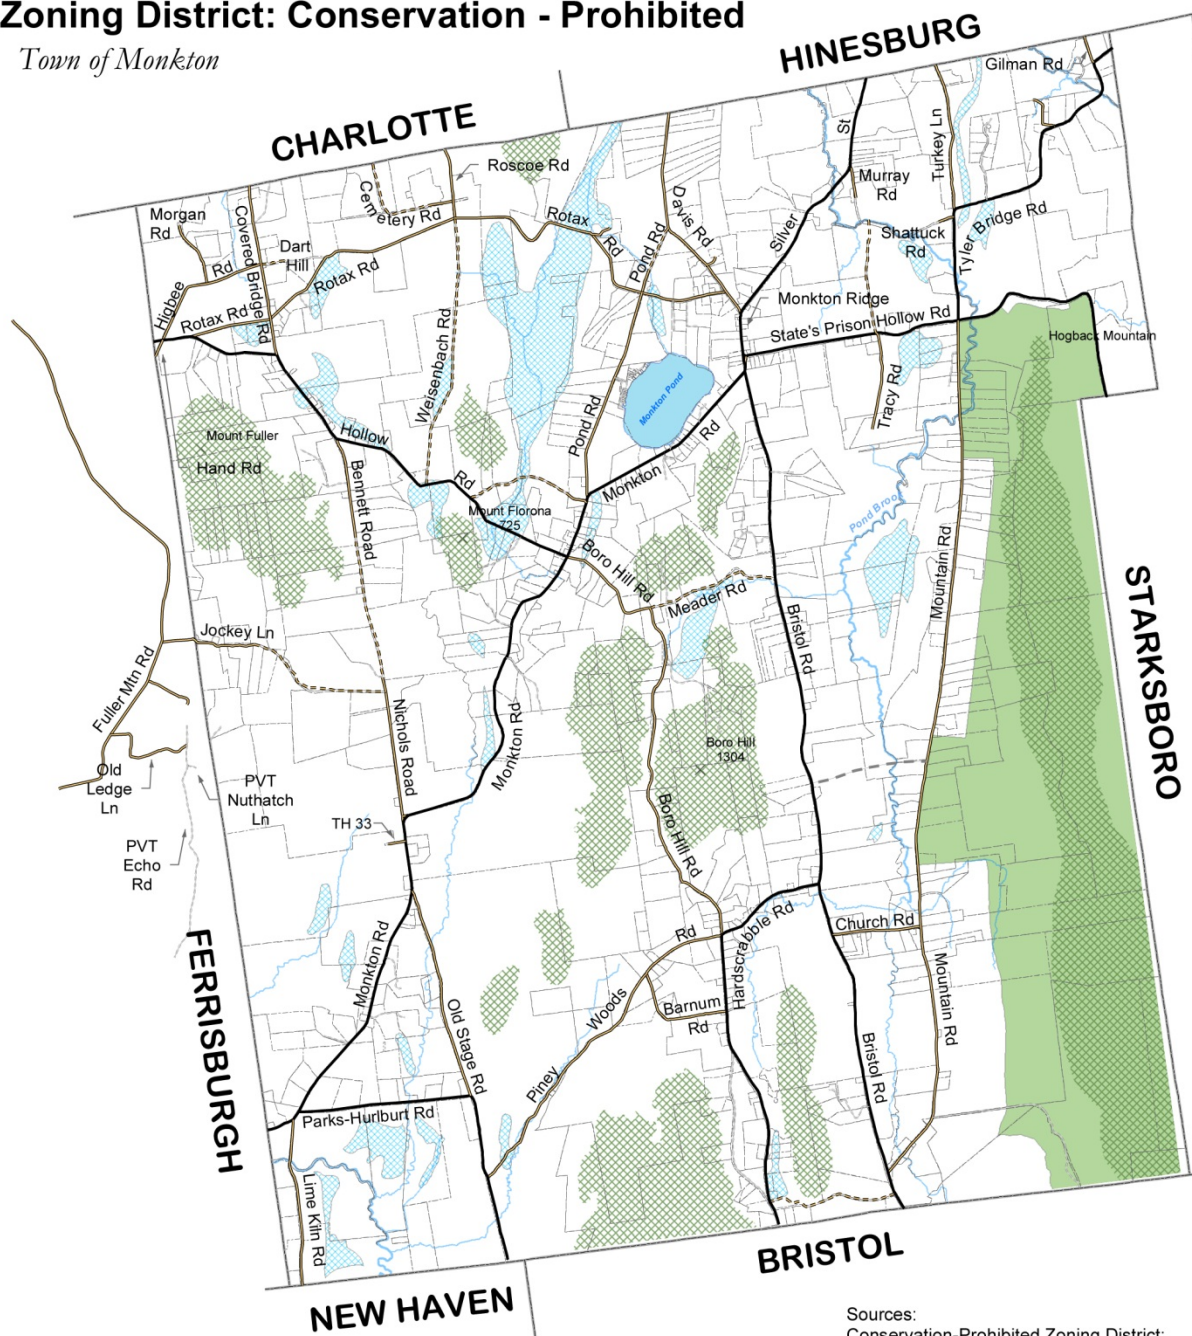 Zoning District: Conservation - Prohibited
Town of Monkton
HINESBURG
Gilman Rd
CHARLOTTE
St
Turkey Ln
Roscoe Rd
Murray
Rd
Cemetery Rd
Morgan
Rd
Covered Bridge Rd
Rotax
Rd
Davis Rd
Pond Rd
Silver
Shattuck
Rd
Tyler Bridge Rd
Dart
Hill
Rd
Higbee
Rotax Rd
Rotax Rd
Monkton Ridge
State's Prison Hollow Rd
Hogback Mountain
Weisenbach Rd
Monkton Pond
Tracy Rd
Pond Rd
Hollow
Rd
Mount Fuller
Hand Rd
Bennett Road
Monkton
Rd
Mount Florona
725
Pond Brook
Boro Hill Rd
Meader Rd
Mountain Rd
STARKSBORO
Jockey Ln
Bristol Rd
Fuller Mtn Rd
Nichols Road
Monkton Rd
Boro Hill
1304
Old
Ledge
Ln
PVT
Nuthatch
Ln
TH 33
Boro Hill Rd
PVT
Echo
Rd
Hardscrabble Rd
Church Rd
FERRISBURGH
Monkton Rd
Rd
Woods
Piney
Barnum
Rd
Mountain Rd
Old Stage Rd
Bristol Rd
Parks-Hurlburt Rd
Lime Kiln Rd
BRISTOL
NEW HAVEN
Sources:
Conservation-Prohibited Zoning District: